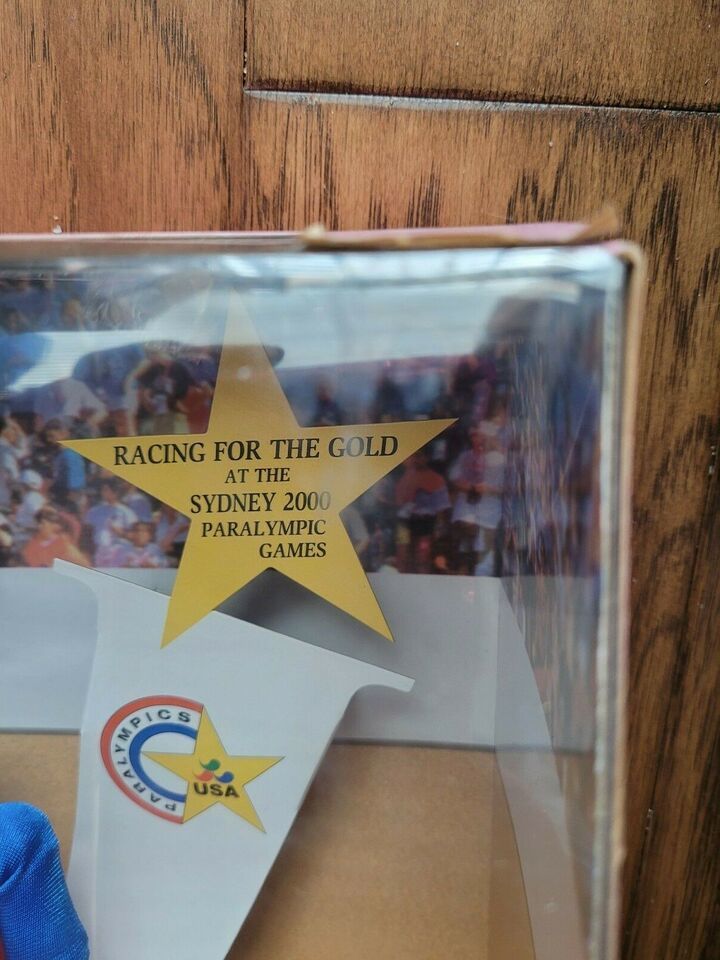 RACING FOR THE GOLD
AT THE
SYDNEY 2000
PARALYMPIC
GAMES
PARALYMPICS
USA